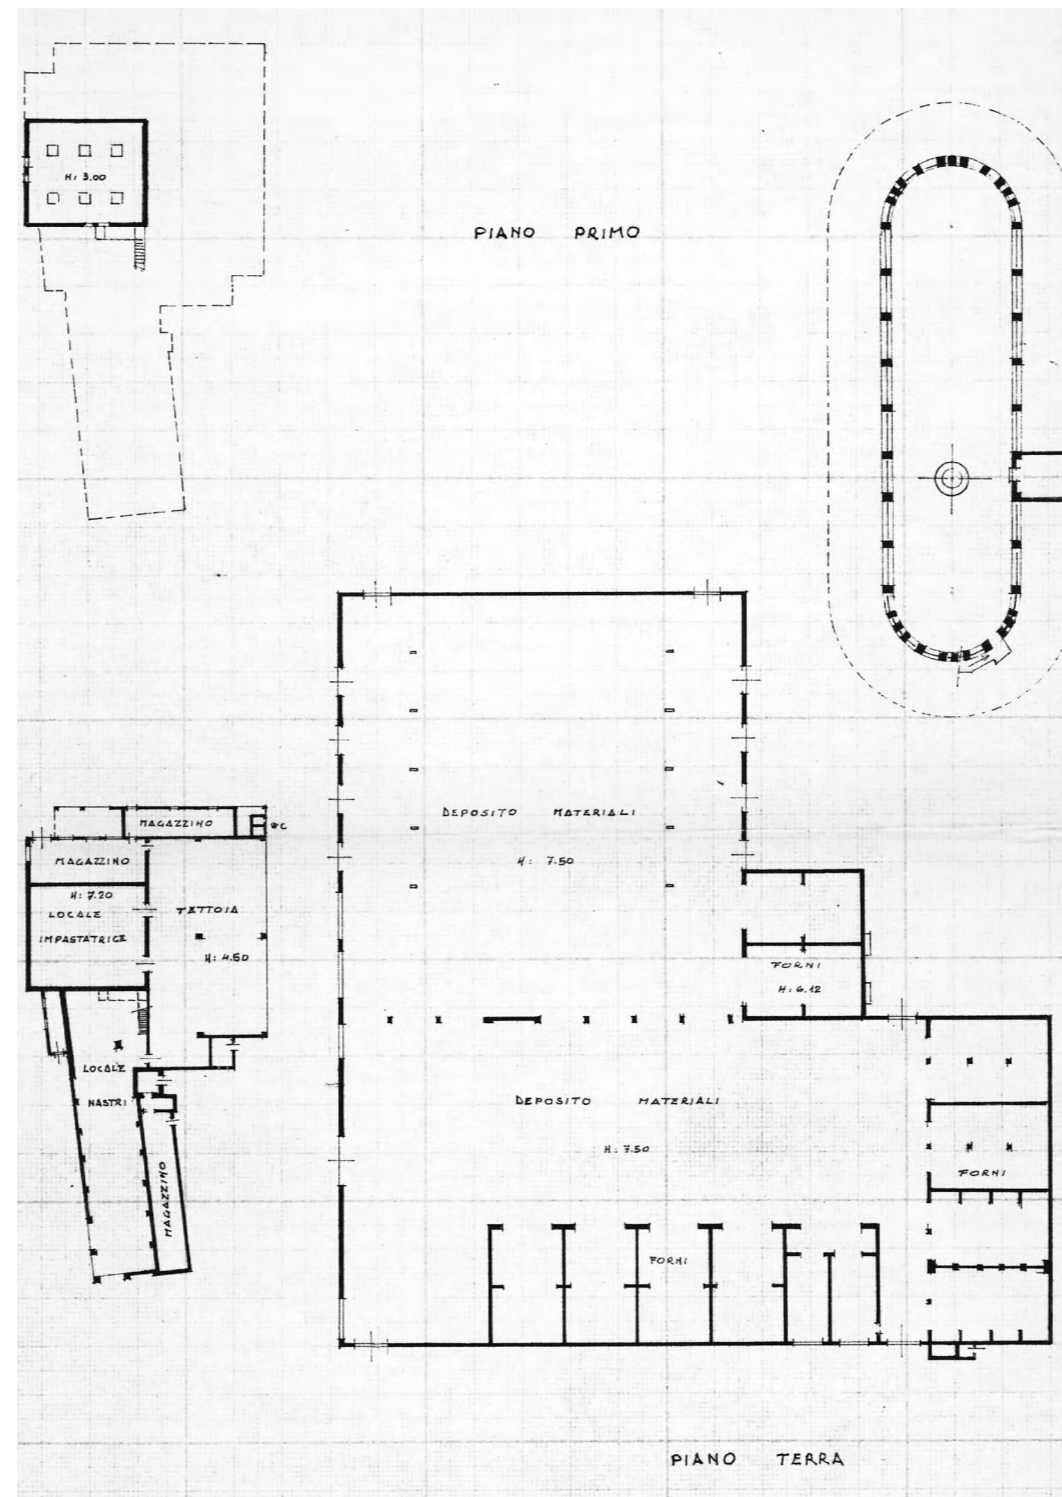 H: 3.00
PIANO PRIMO
DEPOSITO MATERIALI
H: 7.50
MAGAZZINO
WC
MAGAZZINO
H: 7.20
LOCALE
IMPASTATRICE
TETTOIA
H: 4.50
FORNI
H: 6.12
LOCALE
NASTRI
MAGAZZINO
DEPOSITO MATERIALI
H: 7.50
FORNI
FORNI
PIANO TERRA